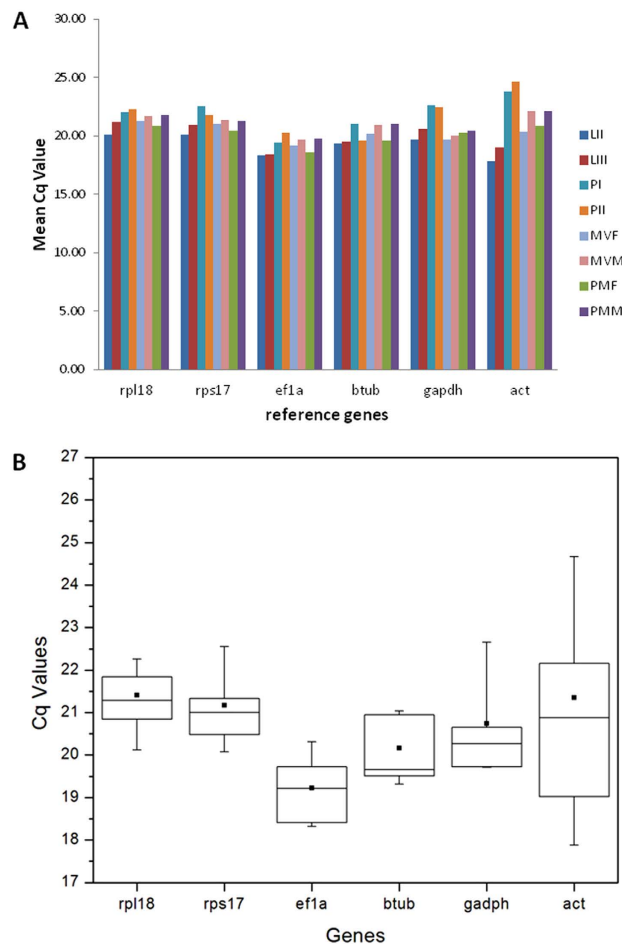 A
30.00
25.00
20.00
15.00
10.00
5.00
0.00
Mean Cq Value
rpl18 rps17 ef1a btub gapdh act
reference genes
LII
LIII
PI
PII
MVF
MVM
PMF
PMM
B
27
26
25
24
23
22
21
20
19
18
17
Cq Values
rpl18 rps17 ef1a btub gadph act
Genes